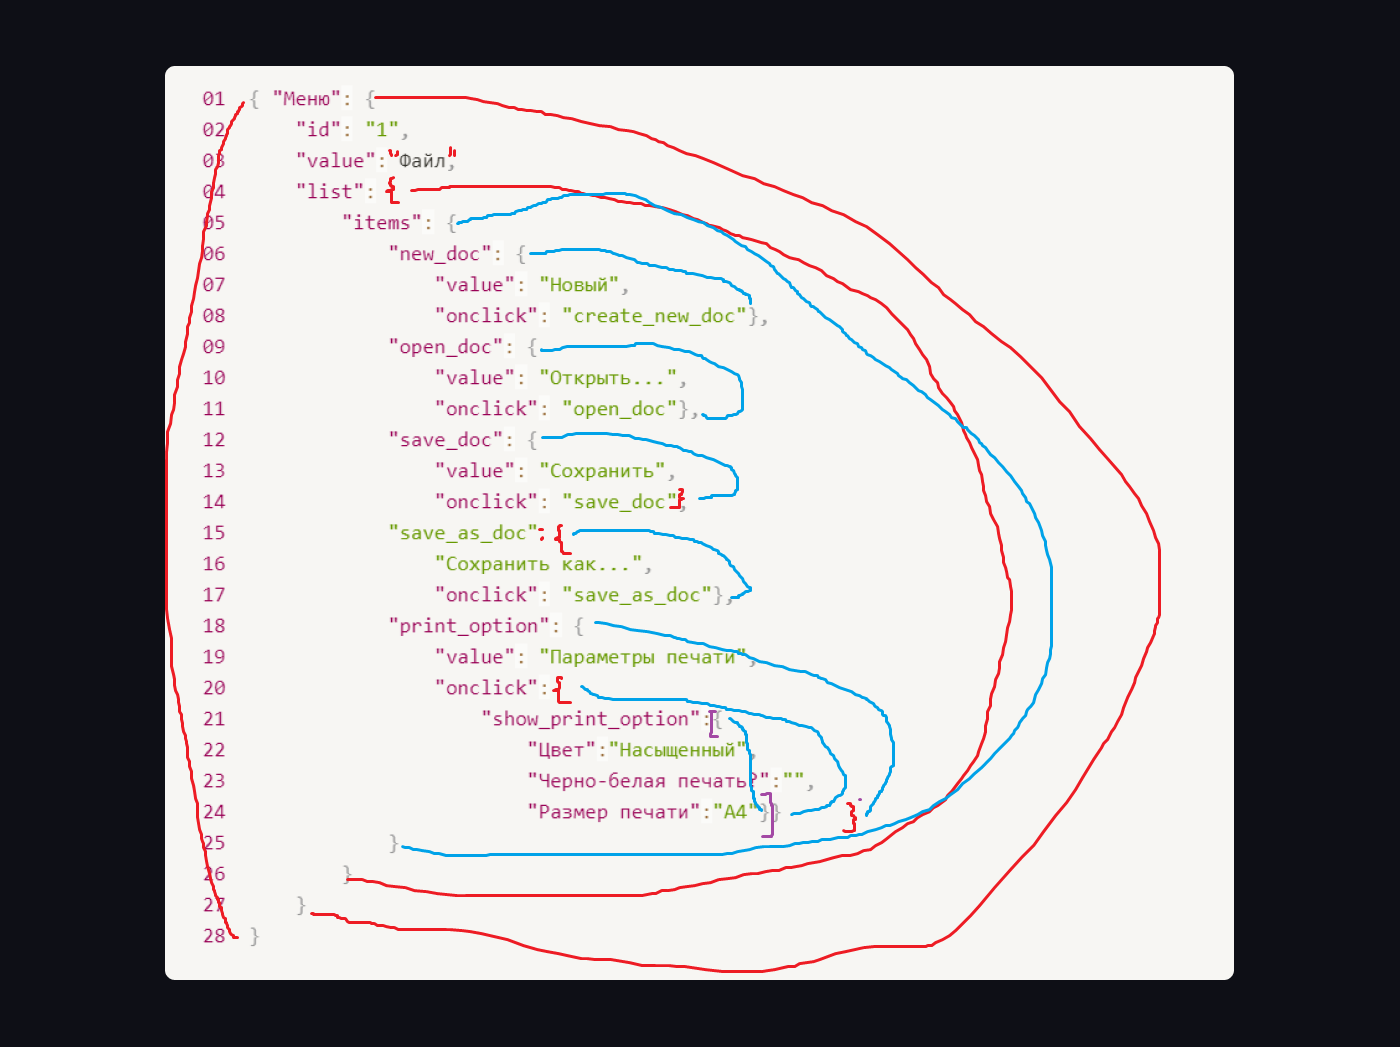 01 { "Меню": {
02 "id": "1",
03 "value":"Файл",
04 "list": {
05 "items": {
06 "new_doc": {
07 "value": "Новый",
08 "onclick": "create_new_doc"},
09 "open_doc": {
10 "value": "Открыть...",
11 "onclick": "open_doc"},
12 "save_doc": {
13 "value": "Сохранить",
14 "onclick": "save_doc"},
15 "save_as_doc": {
16 "Сохранить как...",
17 "onclick": "save_as_doc"},
18 "print_option": {
19 "value": "Параметры печати",
20 "onclick":{
21 "show_print_option":[{
22 "Цвет":"Насыщенный",
23 "Черно-белая печать?":"",
24 "Размер печати":"A4"}]} }
25 }
26 }
27 }
28 }